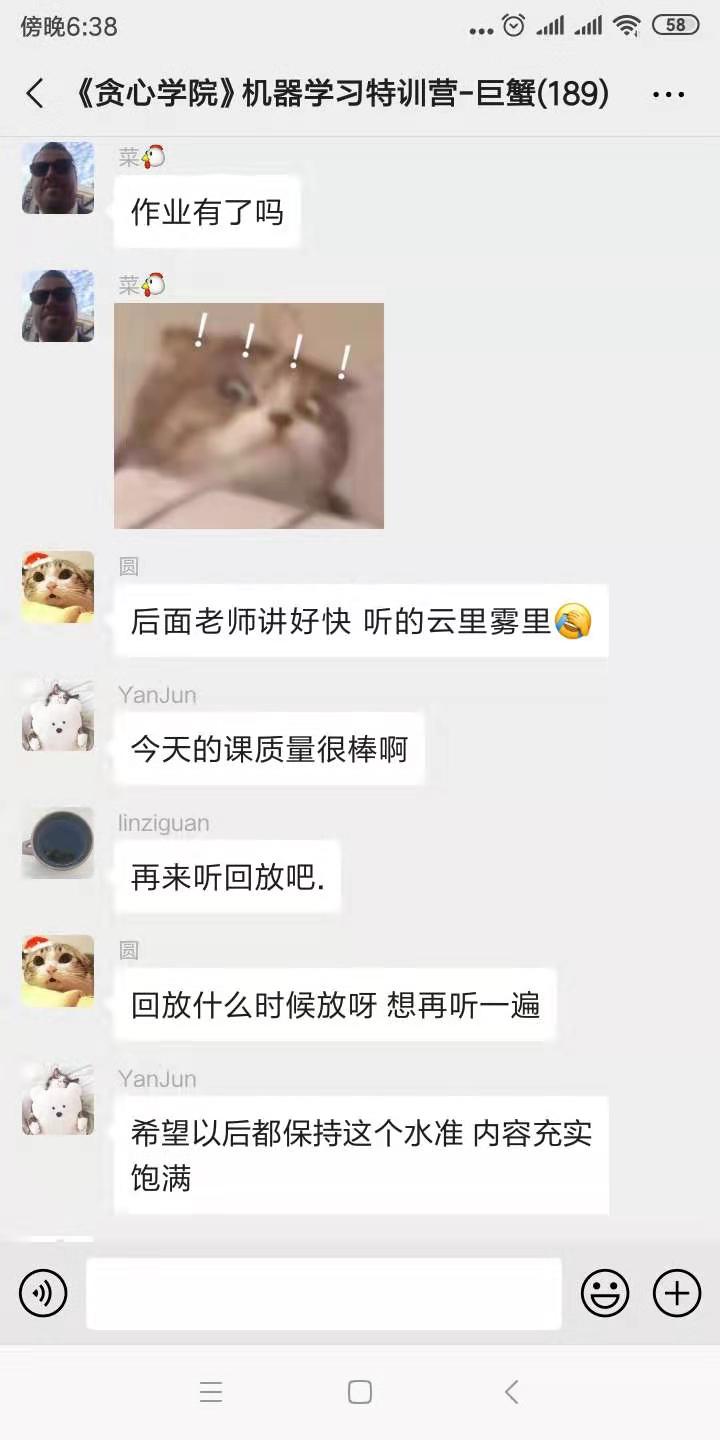 傍晚6:38
58
《贪心学院》机器学习特训营-巨蟹(189)
菜🐔
作业有了吗
菜🐔
! ! ! !
圆
后面老师讲好快 听的云里雾里🤦
YanJun
今天的课质量很棒啊
linziguan
再来听回放吧.
圆
回放什么时候放呀 想再听一遍
YanJun
希望以后都保持这个水准 内容充实
饱满